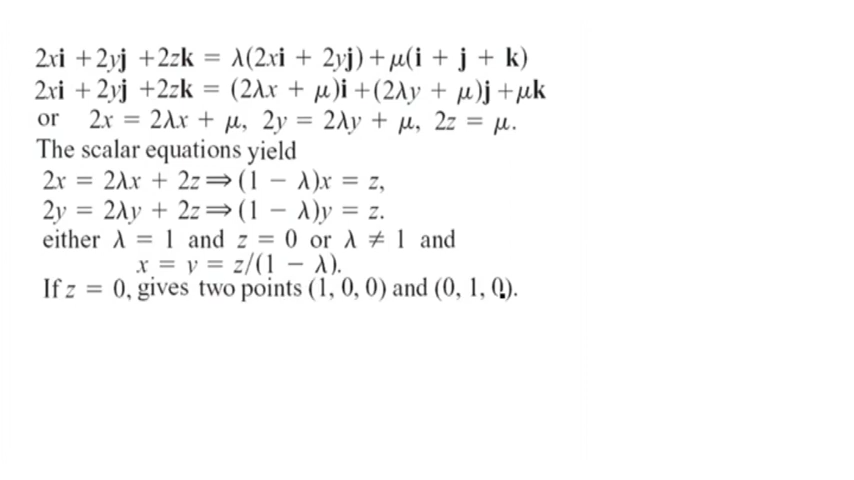 2xi + 2yj + 2zk = λ(2xi + 2yj) + μ(i + j + k)
2xi + 2yj + 2zk = (2λx + μ)i + (2λy + μ)j + μk
or 2x = 2λx + μ, 2y = 2λy + μ, 2z = μ.
The scalar equations yield
2x = 2λx + 2z ⇒ (1 − λ)x = z,
2y = 2λy + 2z ⇒ (1 − λ)y = z.
either λ = 1 and z = 0 or λ ≠ 1 and
x = y = z/(1 − λ).
If z = 0, gives two points (1, 0, 0) and (0, 1, 0).